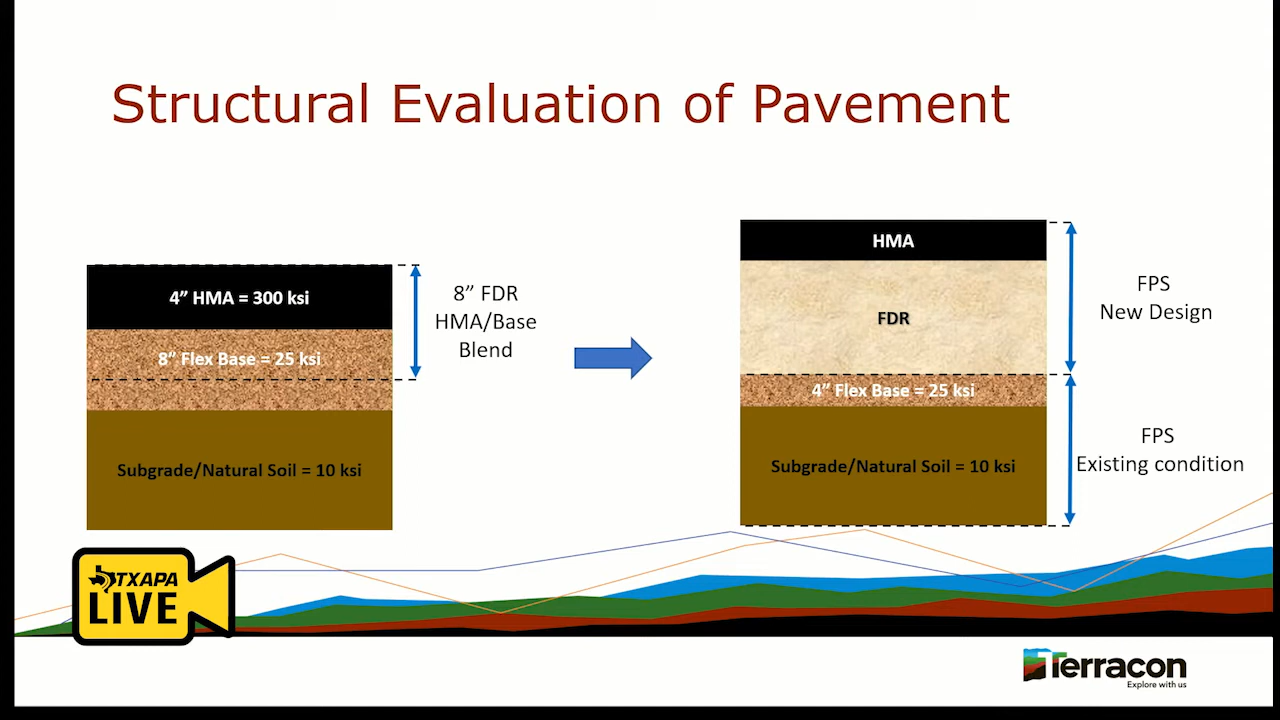 Structural Evaluation of Pavement
4” HMA = 300 ksi
8” Flex Base = 25 ksi
Subgrade/Natural Soil = 10 ksi
8” FDR
HMA/Base
Blend
HMA
FDR
4” Flex Base = 25 ksi
Subgrade/Natural Soil = 10 ksi
FPS
New Design
FPS
Existing condition
TXAPA
LIVE
Terracon
Explore with us